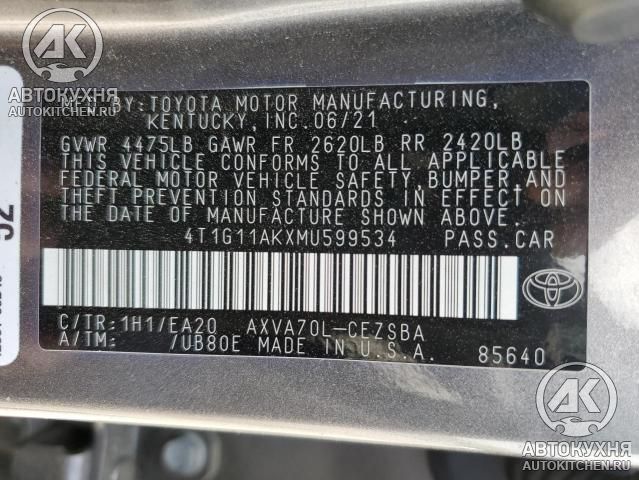 АВТОКУХНЯ
AUTOKITCHEN.RU
MFD BY: TOYOTA MOTOR MANUFACTURING,
KENTUCKY, INC. 06/21
GVWR 4475LB GAWR FR 2620LB RR 2420LB
THIS VEHICLE CONFORMS TO ALL APPLICABLE
FEDERAL MOTOR VEHICLE SAFETY, BUMPER, AND
THEFT PREVENTION STANDARDS IN EFFECT ON
THE DATE OF MANUFACTURE SHOWN ABOVE.
4T1G11AKXMU599534 PASS.CAR
TOYOTA
C/TR:1H1/EA20 AXVA70L-CEZSBA
A/TM: /UB80E MADE IN U.S.A. 85640
52
АК
АВТОКУХНЯ
AUTOKITCHEN.RU